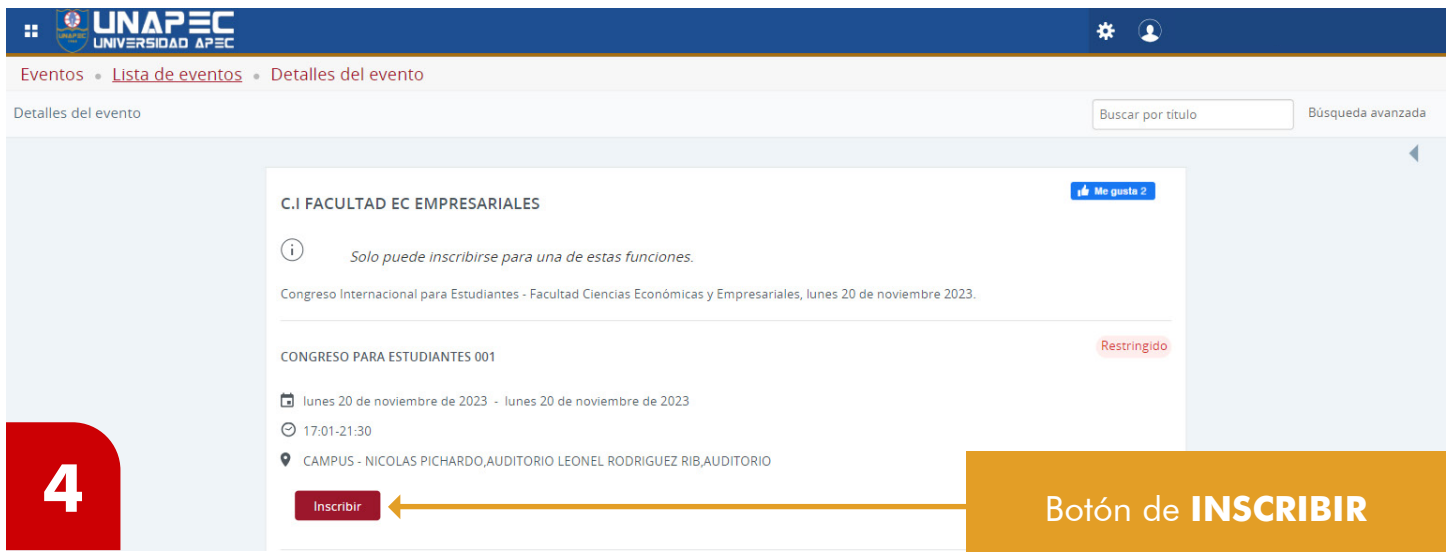 UNAPEC
UNIVERSIDAD APEC
Eventos • Lista de eventos • Detalles del evento
Detalles del evento
Buscar por título
Búsqueda avanzada
Me gusta 2
C.I FACULTAD EC EMPRESARIALES
Solo puede inscribirse para una de estas funciones.
Congreso Internacional para Estudiantes - Facultad Ciencias Económicas y Empresariales, lunes 20 de noviembre 2023.
Restringido
CONGRESO PARA ESTUDIANTES 001
lunes 20 de noviembre de 2023 - lunes 20 de noviembre de 2023
17:01-21:30
CAMPUS - NICOLAS PICHARDO,AUDITORIO LEONEL RODRIGUEZ RIB,AUDITORIO
4
Inscribir
Botón de INSCRIBIR